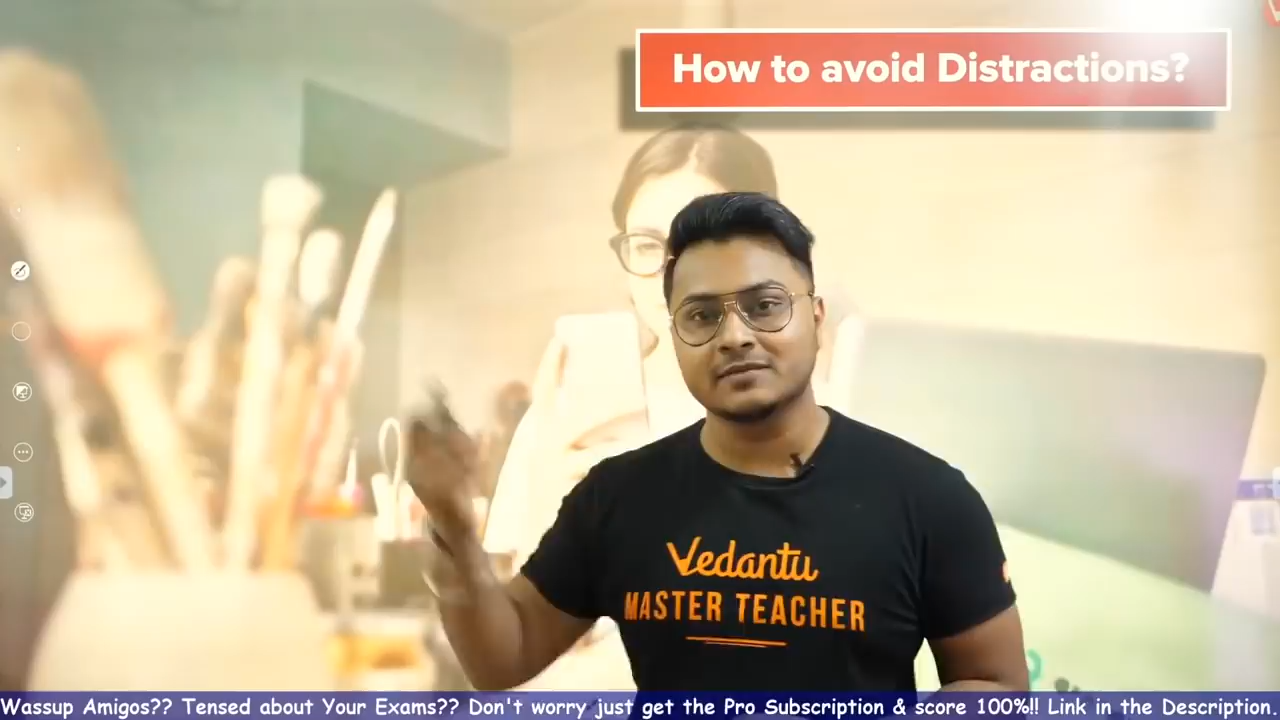 How to avoid Distractions?
Vedantu
MASTER TEACHER
Wassup Amigos?? Tensed about Your Exams?? Don't worry just get the Pro Subscription & score 100%!! Link in the Description.